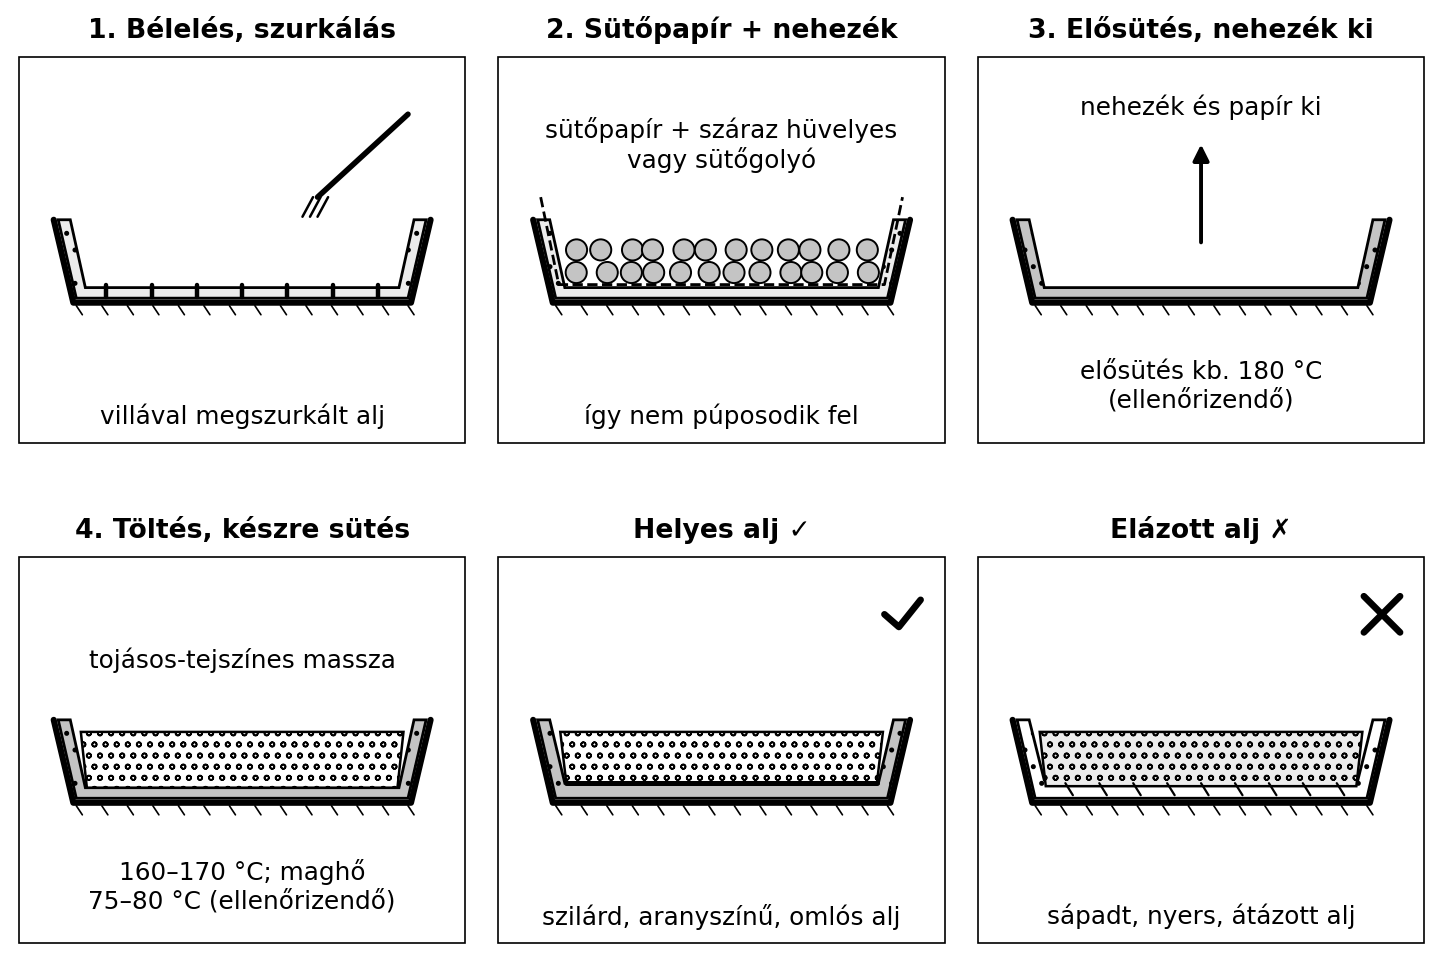 1. Bélelés, szurkálás
villával megszurkált alj
2. Sütőpapír + nehezék
sütőpapír + száraz hüvelyes
vagy sütőgolyó
így nem púposodik fel
3. Elősütés, nehezék ki
nehezék és papír ki
elősütés kb. 180 °C
(ellenőrizendő)
4. Töltés, készre sütés
tojásos-tejszínes massza
160–170 °C; maghő
75–80 °C (ellenőrizendő)
Helyes alj ✓
szilárd, aranyszínű, omlós alj
Elázott alj ✗
sápadt, nyers, átázott alj